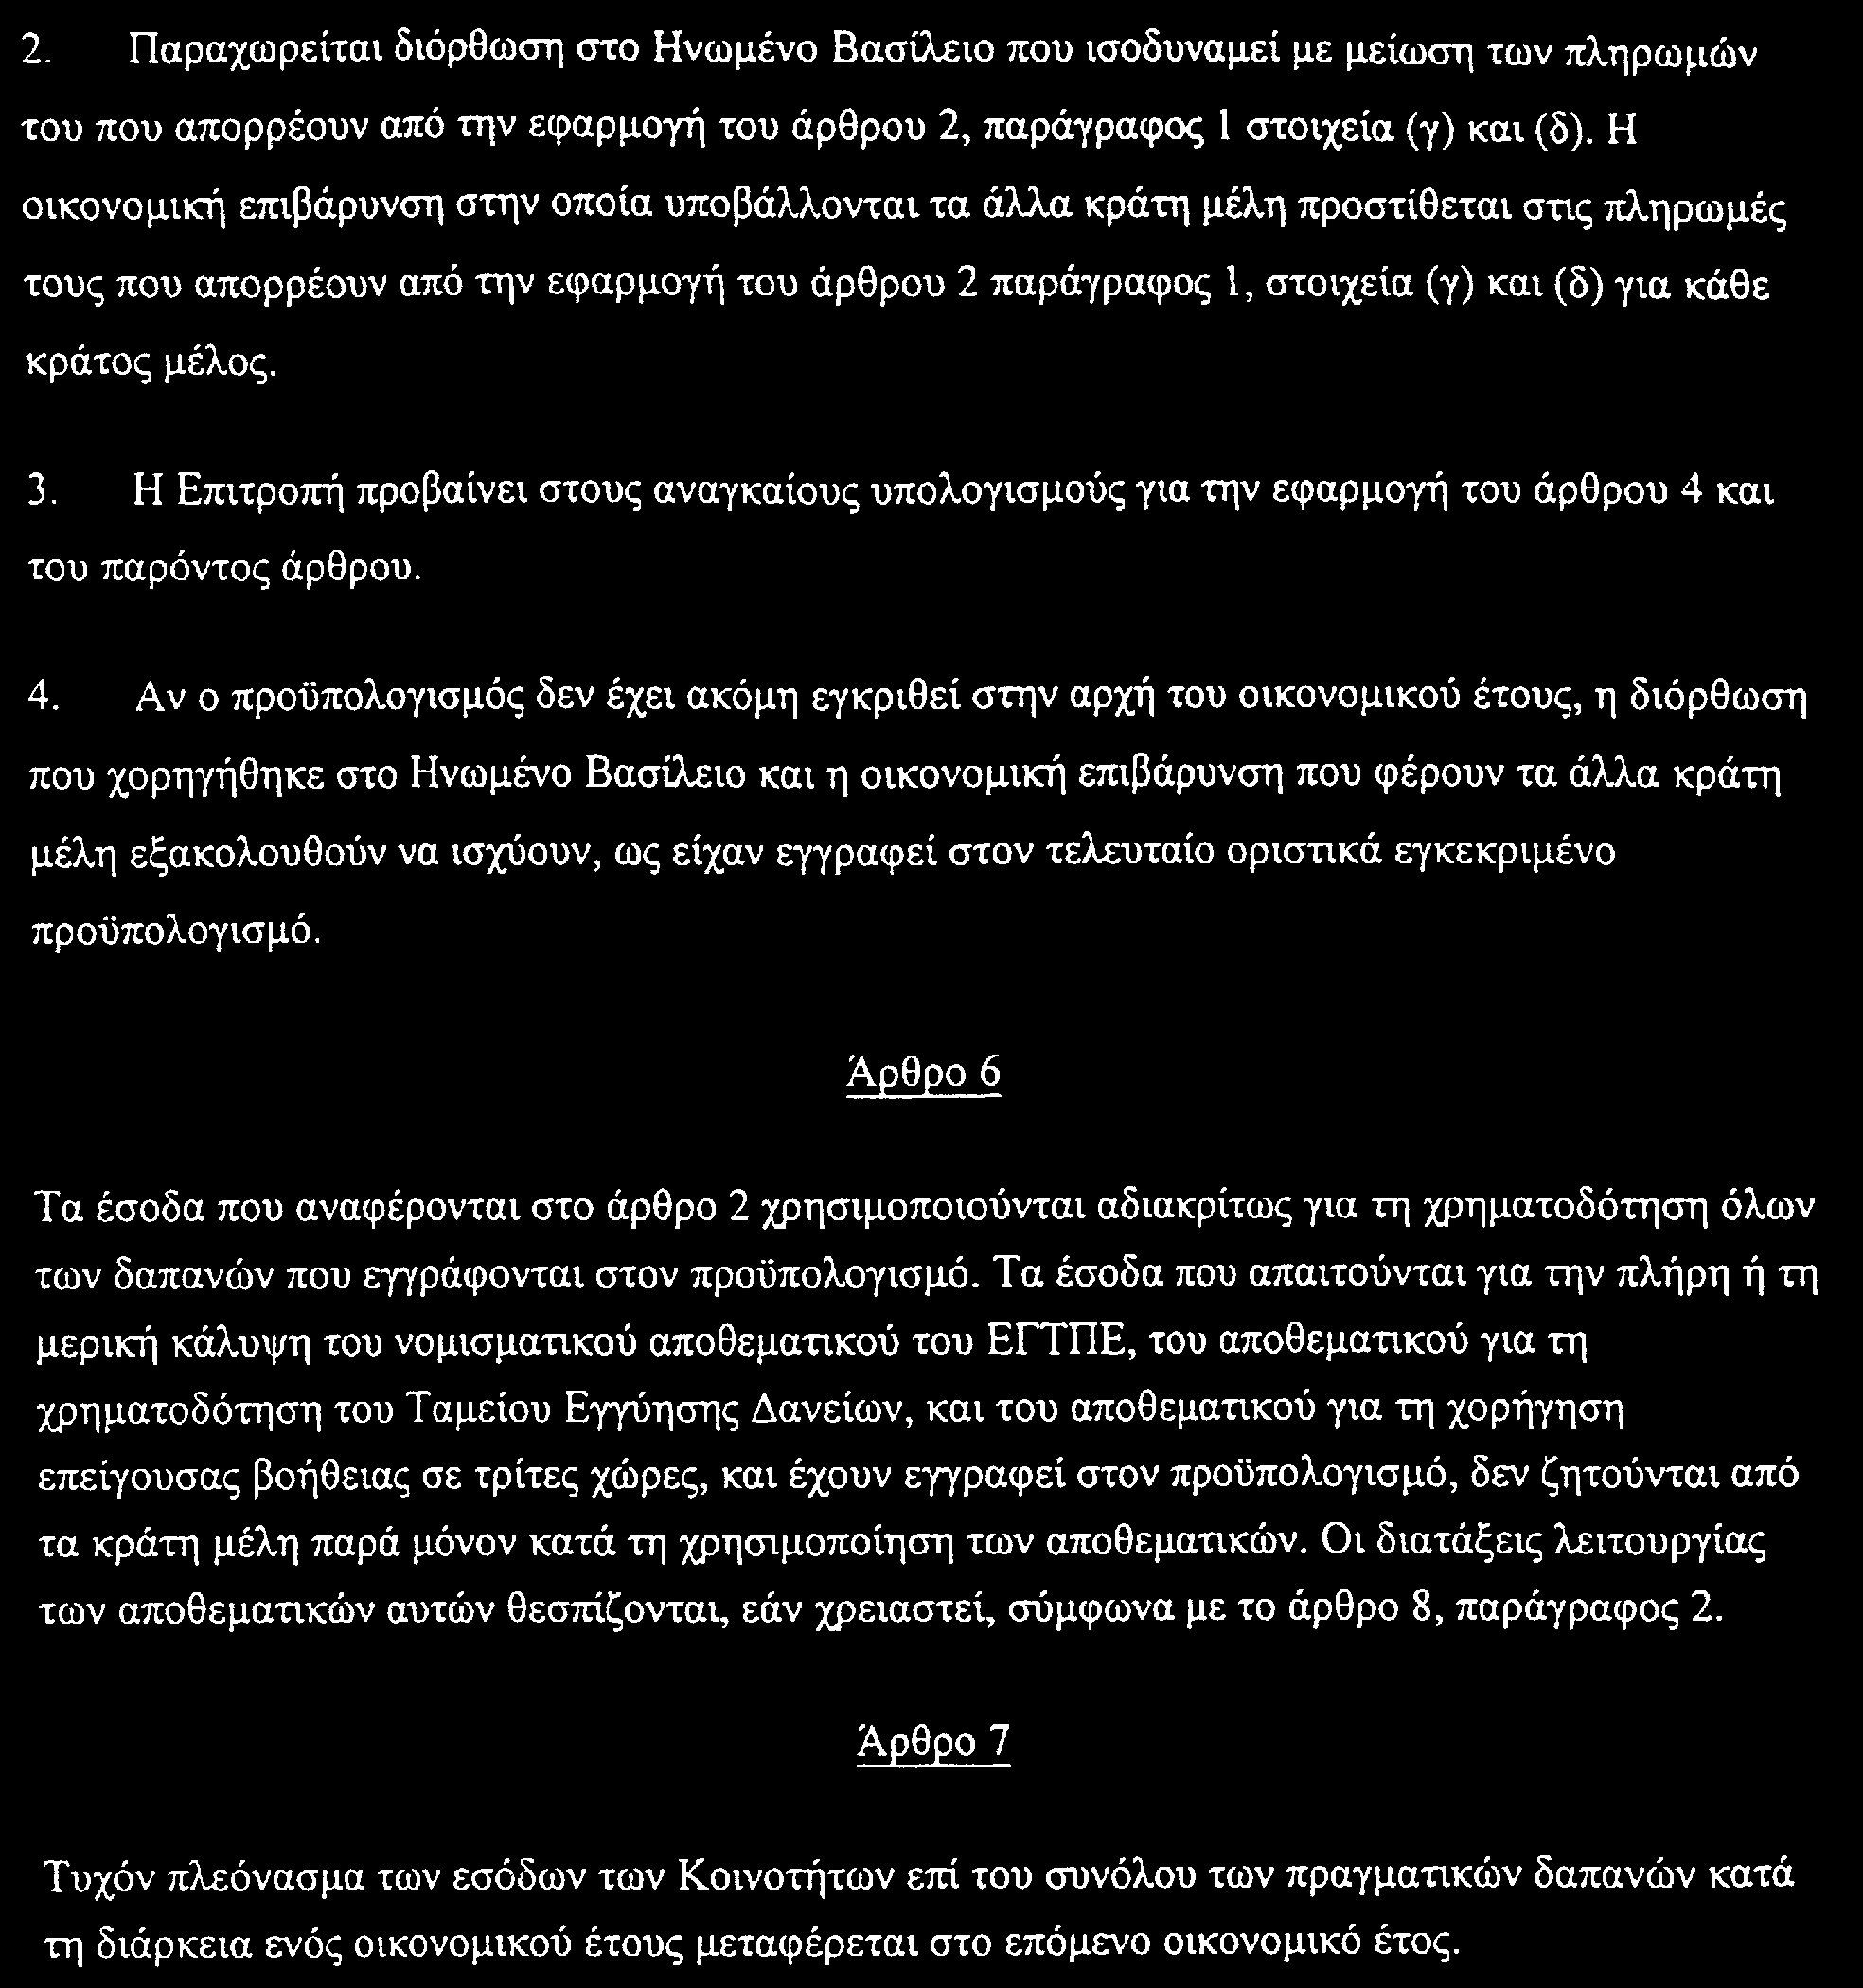 2. Παραχωρείται διόρθωση στο Ηνωμένο Βασίλειο που ισοδυναμεί με μείωση των πληρωμών
του που απορρέουν από την εφαρμογή του άρθρου 2, παράγραφος 1 στοιχεία (γ) και (δ). Η
οικονομική επιβάρυνση στην οποία υποβάλλονται τα άλλα κράτη μέλη προστίθεται στις πληρωμές
τους που απορρέουν από την εφαρμογή του άρθρου 2 παράγραφος 1, στοιχεία (γ) και (δ) για κάθε
κράτος μέλος.
3. Η Επιτροπή προβαίνει στους αναγκαίους υπολογισμούς για την εφαρμογή του άρθρου 4 και
του παρόντος άρθρου.
4. Αν ο προϋπολογισμός δεν έχει ακόμη εγκριθεί στην αρχή του οικονομικού έτους, η διόρθωση
που χορηγήθηκε στο Ηνωμένο Βασίλειο και η οικονομική επιβάρυνση που φέρουν τα άλλα κράτη
μέλη εξακολουθούν να ισχύουν, ως είχαν εγγραφεί στον τελευταίο οριστικά εγκεκριμένο
προϋπολογισμό.
Άρθρο 6
Τα έσοδα που αναφέρονται στο άρθρο 2 χρησιμοποιούνται αδιακρίτως για τη χρηματοδότηση όλων
των δαπανών που εγγράφονται στον προϋπολογισμό. Τα έσοδα που απαιτούνται για την πλήρη ή τη
μερική κάλυψη του νομισματικού αποθεματικού του ΕΓΤΠΕ, του αποθεματικού για τη
χρηματοδότηση του Ταμείου Εγγύησης Δανείων, και του αποθεματικού για τη χορήγηση
επείγουσας βοήθειας σε τρίτες χώρες, και έχουν εγγραφεί στον προϋπολογισμό, δεν ζητούνται από
τα κράτη μέλη παρά μόνον κατά τη χρησιμοποίηση των αποθεματικών. Οι διατάξεις λειτουργίας
των αποθεματικών αυτών θεσπίζονται, εάν χρειαστεί, σύμφωνα με το άρθρο 8, παράγραφος 2.
Άρθρο 7
Τυχόν πλεόνασμα των εσόδων των Κοινοτήτων επί του συνόλου των πραγματικών δαπανών κατά
τη διάρκεια ενός οικονομικού έτους μεταφέρεται στο επόμενο οικονομικό έτος.